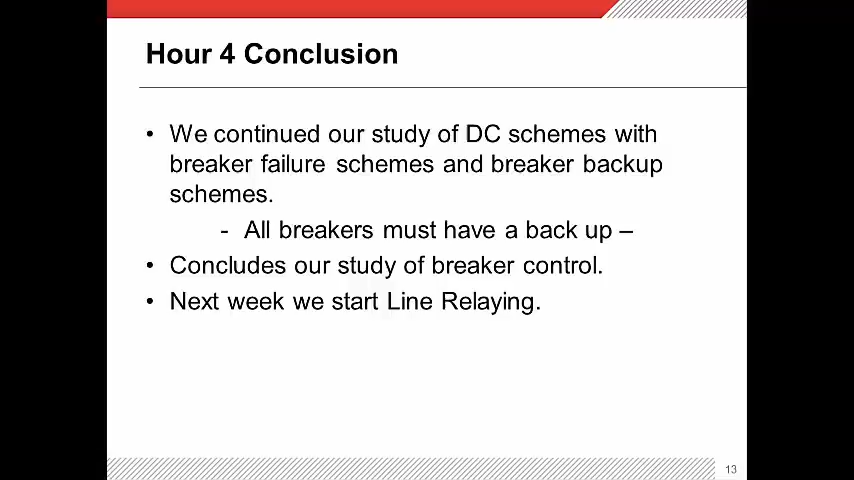 Hour 4 Conclusion
• We continued our study of DC schemes with
breaker failure schemes and breaker backup
schemes.
- All breakers must have a back up –
• Concludes our study of breaker control.
• Next week we start Line Relaying.
13